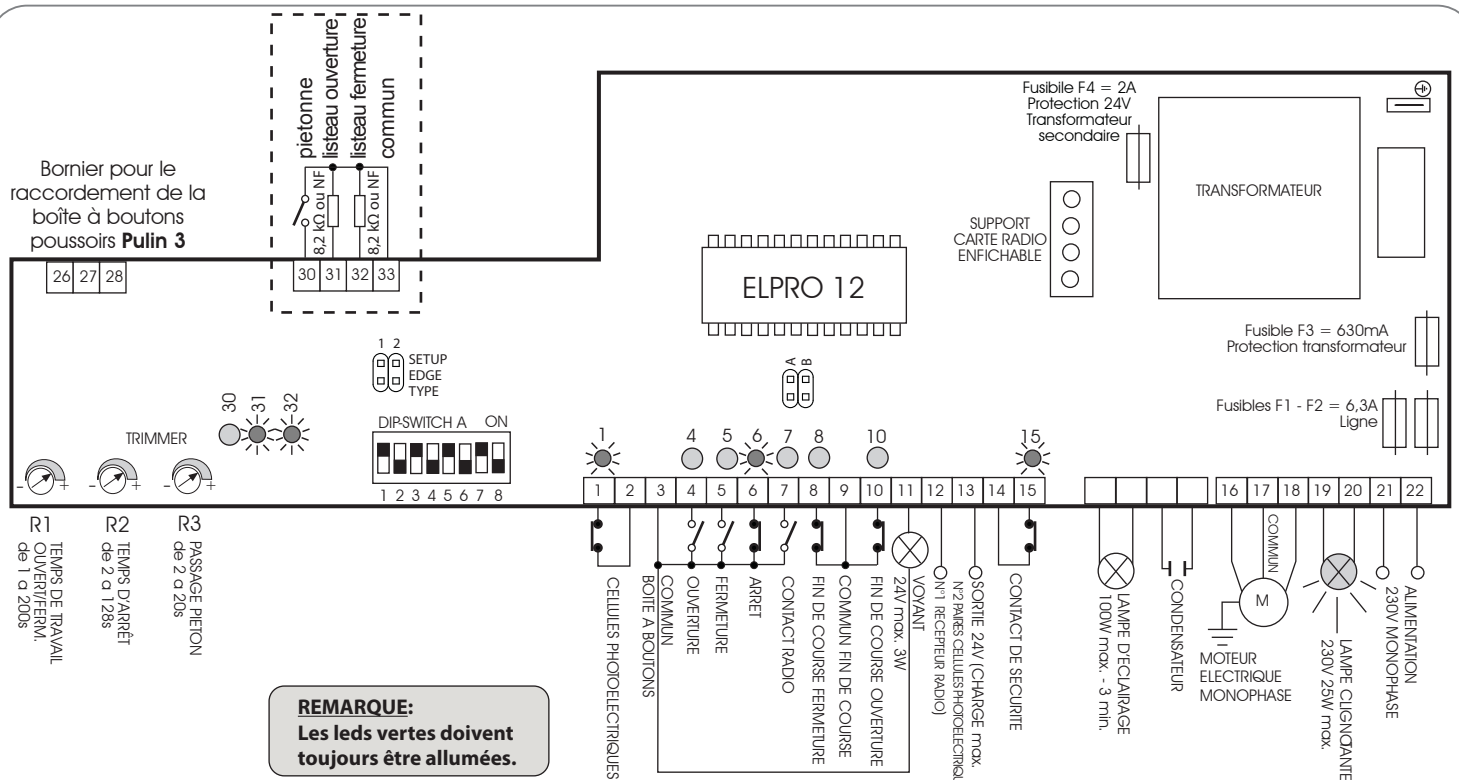 pietonne
listeau ouverture
listeau fermeture
commun
8,2 kΩ ou NF
8,2 kΩ ou NF
30 31 32 33
Bornier pour le
raccordement de la
boîte à boutons
poussoirs Pulin 3
26 27 28
Fusibile F4 = 2A
Protection 24V
Transformateur
secondaire
TRANSFORMATEUR
SUPPORT
CARTE RADIO
ENFICHABLE
ELPRO 12
Fusible F3 = 630mA
Protection transformateur
Fusibles F1 - F2 = 6,3A
Ligne
1 2
SETUP
EDGE
TYPE
A B
30 31 32
TRIMMER
DIP-SWITCH A ON
1 2 3 4 5 6 7 8
- +
- +
- +
R1
TEMPS DE TRAVAIL
OUVERT/FERM.
de 1 a 200s
R2
TEMPS D'ARRÊT
de 2 a 128s
R3
PASSAGE PIETON
de 2 a 20s
1 4 5 6 7 8 10 15
1 2 3 4 5 6 7 8 9 10 11 12 13 14 15
16 17 18 19 20 21 22
CELLULES PHOTOELECTRIQUES
COMMUN
BOITE A BOUTONS
OUVERTURE
FERMETURE
ARRET
CONTACT RADIO
FIN DE COURSE FERMETURE
COMMUN FIN DE COURSE
FIN DE COURSE OUVERTURE
VOYANT
24V max. 3W
SORTIE 24V (CHARGE max.
N°2 PAIRES CELLULES PHOTOELECTRIQU
N°1 RECEPTEUR RADIO)
CONTACT DE SECURITE
LAMPE D'ECLAIRAGE
100W max. - 3 min.
CONDENSATEUR
COMMUN
M
MOTEUR
ELECTRIQUE
MONOPHASE
LAMPE CLIGNOTANTE
230V 25W max.
ALIMENTATION
230V MONOPHASE
REMARQUE:
Les leds vertes doivent
toujours être allumées.